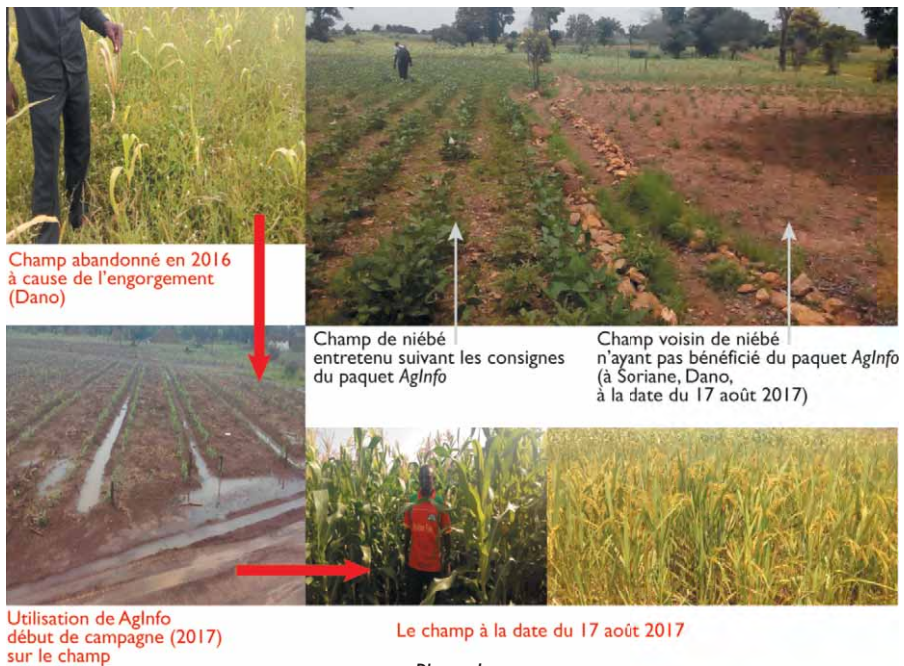 Champ abandonné en 2016
à cause de l'engorgement
(Dano)
Champ de niébé
entretenu suivant les consignes
du paquet AgInfo
Champ voisin de niébé
n'ayant pas bénéficié du paquet AgInfo
(à Soriane, Dano,
à la date du 17 août 2017)
Utilisation de AgInfo
début de campagne (2017)
sur le champ
Le champ à la date du 17 août 2017